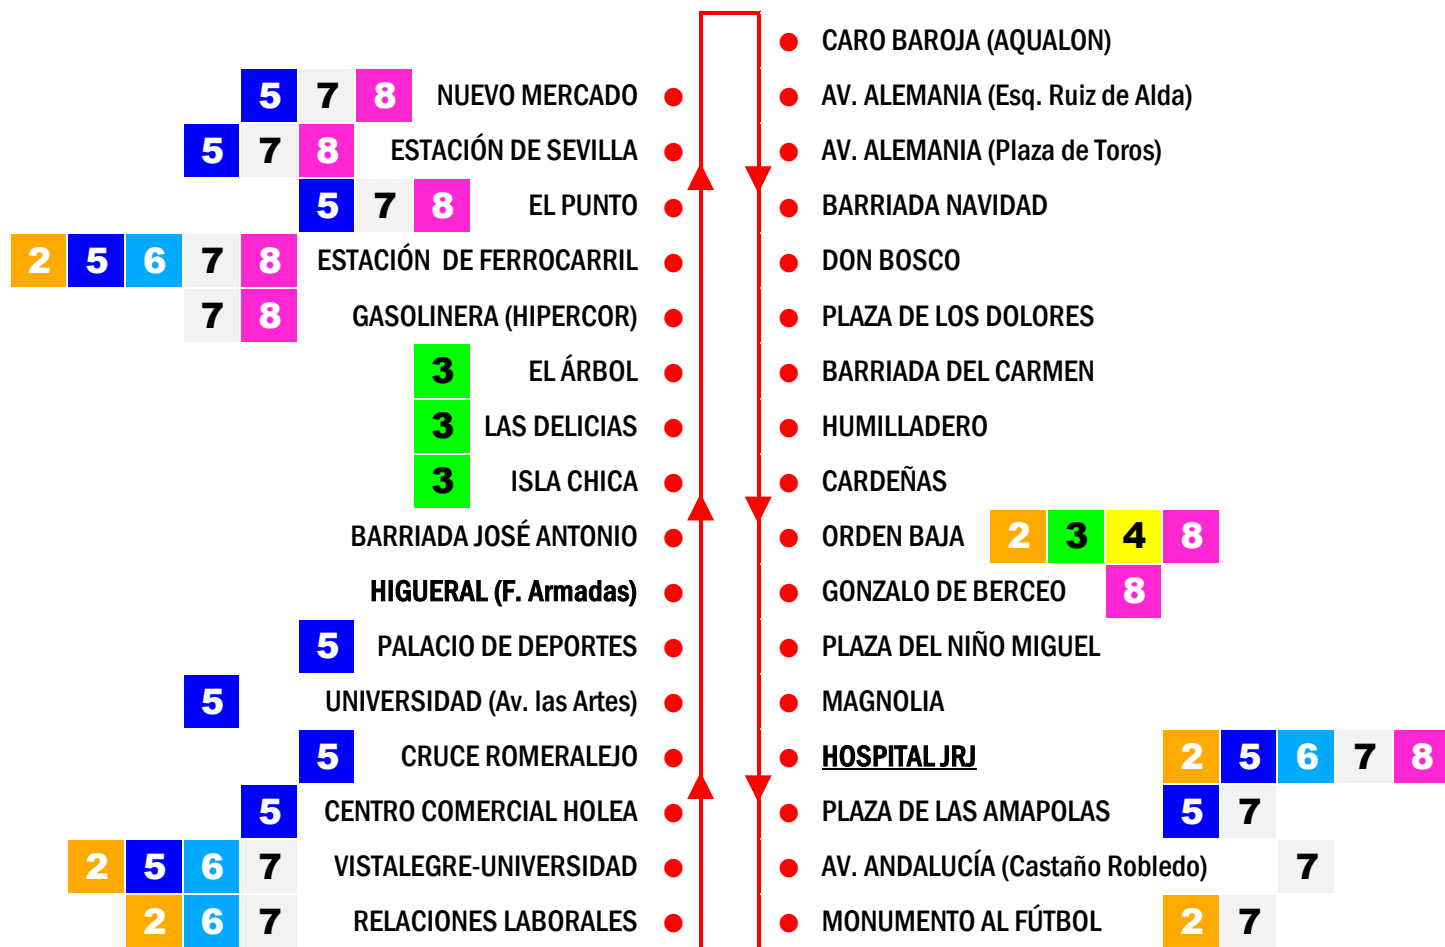 CARO BAROJA (AQUALON)
5 7 8 NUEVO MERCADO AV. ALEMANIA (Esq. Ruiz de Alda)
5 7 8 ESTACIÓN DE SEVILLA AV. ALEMANIA (Plaza de Toros)
5 7 8 EL PUNTO BARRIADA NAVIDAD
2 5 6 7 8 ESTACIÓN DE FERROCARRIL DON BOSCO
7 8 GASOLINERA (HIPERCOR) PLAZA DE LOS DOLORES
3 EL ÁRBOL BARRIADA DEL CARMEN
3 LAS DELICIAS HUMILLADERO
3 ISLA CHICA CARDEÑAS
BARRIADA JOSÉ ANTONIO ORDEN BAJA 2 3 4 8
HIGUERAL (F. Armadas) GONZALO DE BERCEO 8
5 PALACIO DE DEPORTES PLAZA DEL NIÑO MIGUEL
5 UNIVERSIDAD (Av. las Artes) MAGNOLIA
5 CRUCE ROMERALEJO HOSPITAL JRJ 2 5 6 7 8
5 CENTRO COMERCIAL HOLEA PLAZA DE LAS AMAPOLAS 5 7
2 5 6 7 VISTALEGRE-UNIVERSIDAD AV. ANDALUCÍA (Castaño Robledo) 7
2 6 7 RELACIONES LABORALES MONUMENTO AL FÚTBOL 2 7